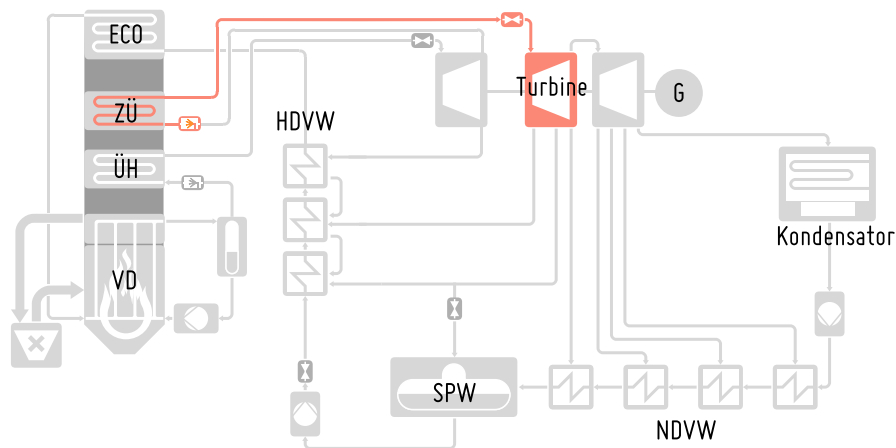 ECO
ZÜ
ÜH
VD
HDVW
Turbine
G
Kondensator
SPW
NDVW